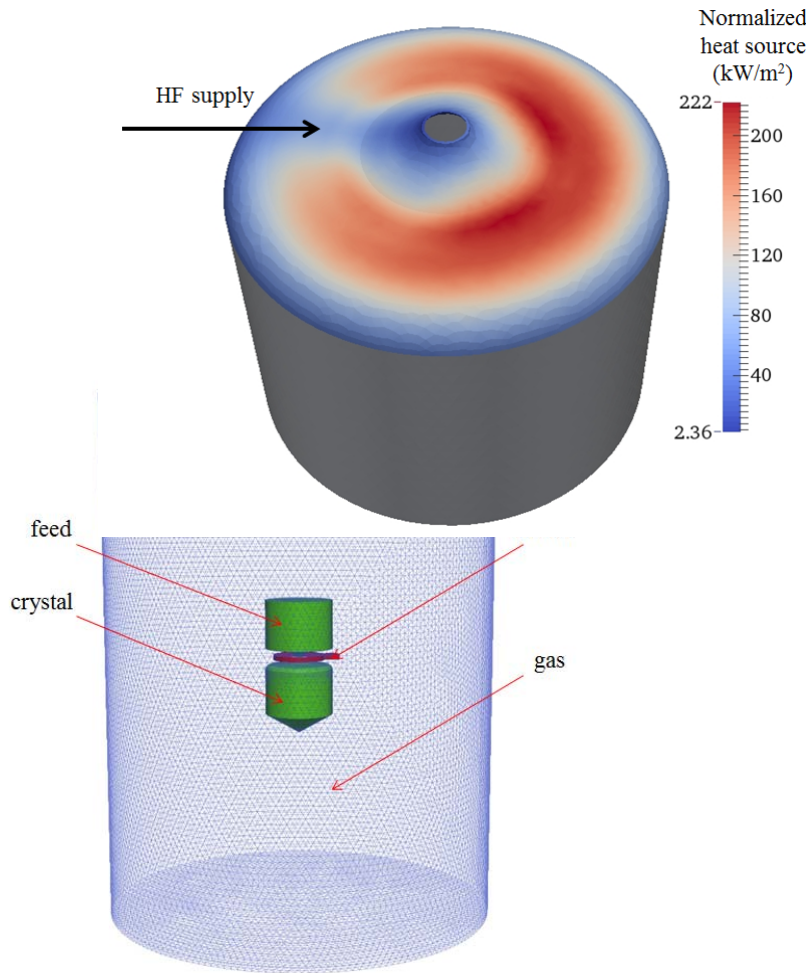 Normalized
heat source
(kW/m²)
HF supply
222
200
160
120
80
40
2.36
feed
crystal
gas